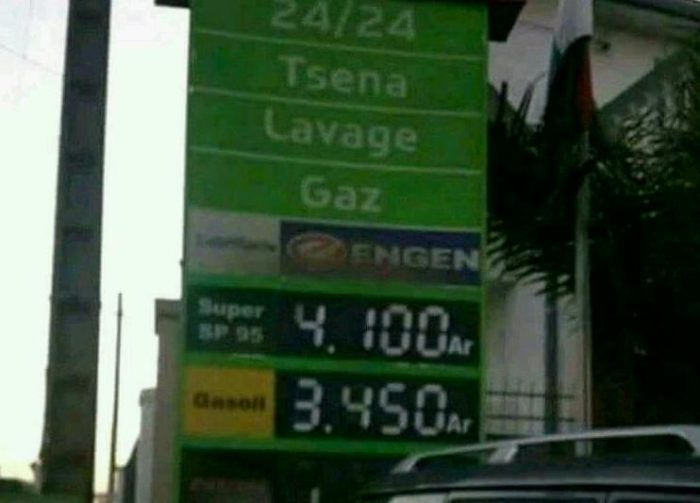 24/24
Tsena
Lavage
Gaz
ENGEN
Super
SP 95
4.100Ar
Gasoil
3.450Ar